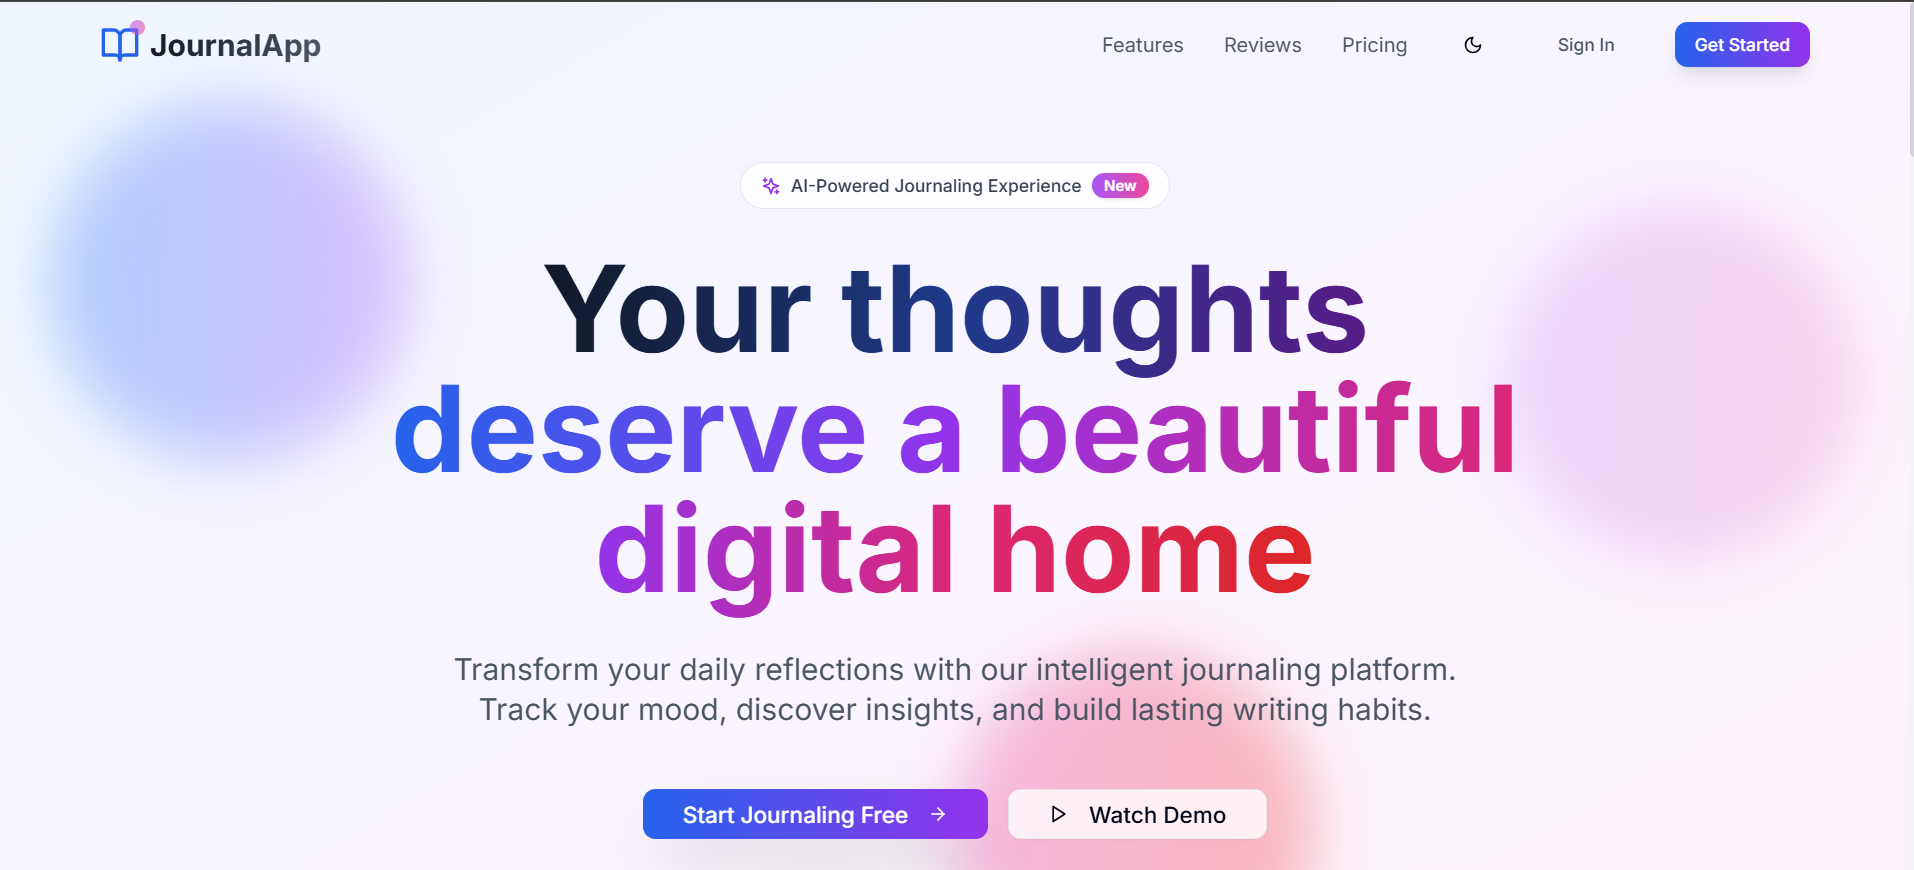 JournalApp
Features
Reviews
Pricing
Sign In
Get Started
AI-Powered Journaling Experience New
Your thoughts
deserve a beautiful
digital home
Transform your daily reflections with our intelligent journaling platform.
Track your mood, discover insights, and build lasting writing habits.
Start Journaling Free
Watch Demo